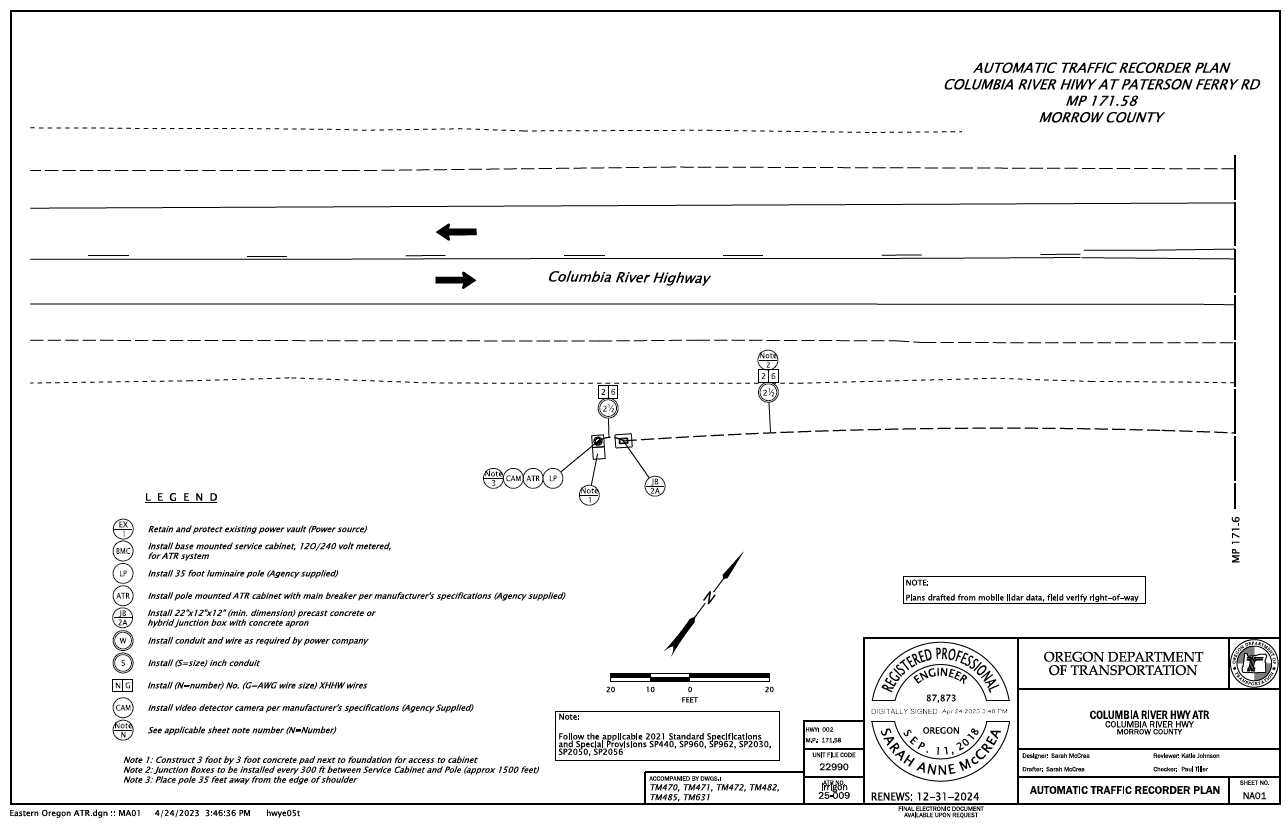 AUTOMATIC TRAFFIC RECORDER PLAN
COLUMBIA RIVER HIWY AT PATERSON FERRY RD
MP 171.58
MORROW COUNTY
Columbia River Highway
Note
2
2 6
2½
2 6
2½
Note
3
CAM
ATR
LP
Note
1
JB
2A
MP 171.6
LEGEND
EX
1
Retain and protect existing power vault (Power source)
BMC
Install base mounted service cabinet, 120/240 volt metered,
for ATR system
LP
Install 35 foot luminaire pole (Agency supplied)
ATR
Install pole mounted ATR cabinet with main breaker per manufacturer's specifications (Agency supplied)
JB
2A
Install 22"x12"x12" (min. dimension) precast concrete or
hybrid junction box with concrete apron
W
Install conduit and wire as required by power company
S
Install (S=size) inch conduit
N G
Install (N=number) No. (G=AWG wire size) XHHW wires
CAM
Install video detector camera per manufacturer's specifications (Agency Supplied)
Note
N
See applicable sheet note number (N=Number)
Note 1: Construct 3 foot by 3 foot concrete pad next to foundation for access to cabinet
Note 2: Junction Boxes to be installed every 300 ft between Service Cabinet and Pole (approx 1500 feet)
Note 3: Place pole 35 feet away from the edge of shoulder
N
20 10 0 20
FEET
NOTE:
Plans drafted from mobile lidar data, field verify right-of-way
Note:
Follow the applicable 2021 Standard Specifications
and Special Provisions SP440, SP960, SP962, SP2030,
SP2050, SP2056
ACCOMPANIED BY DWGS.:
TM470, TM471, TM472, TM482,
TM485, TM631
HWY: 002
M.P.: 171.58
UNIT FILE CODE
22990
ATR NO.
Irrigon
25-009
REGISTERED PROFESSIONAL
ENGINEER
87,873
DIGITALLY SIGNED Apr 24 2023 3:48 PM
OREGON
SEP. 11, 2018
SARAH ANNE MCCREA
RENEWS: 12-31-2024
FINAL ELECTRONIC DOCUMENT
AVAILABLE UPON REQUEST
OREGON DEPARTMENT
OF TRANSPORTATION
COLUMBIA RIVER HWY ATR
COLUMBIA RIVER HWY
MORROW COUNTY
Designer: Sarah McCrea
Reviewer: Katie Johnson
Drafter: Sarah McCrea
Checker: Paul Tiller
AUTOMATIC TRAFFIC RECORDER PLAN
SHEET NO.
NA01
Eastern Oregon ATR.dgn :: MA01 4/24/2023 3:46:36 PM hwye05t